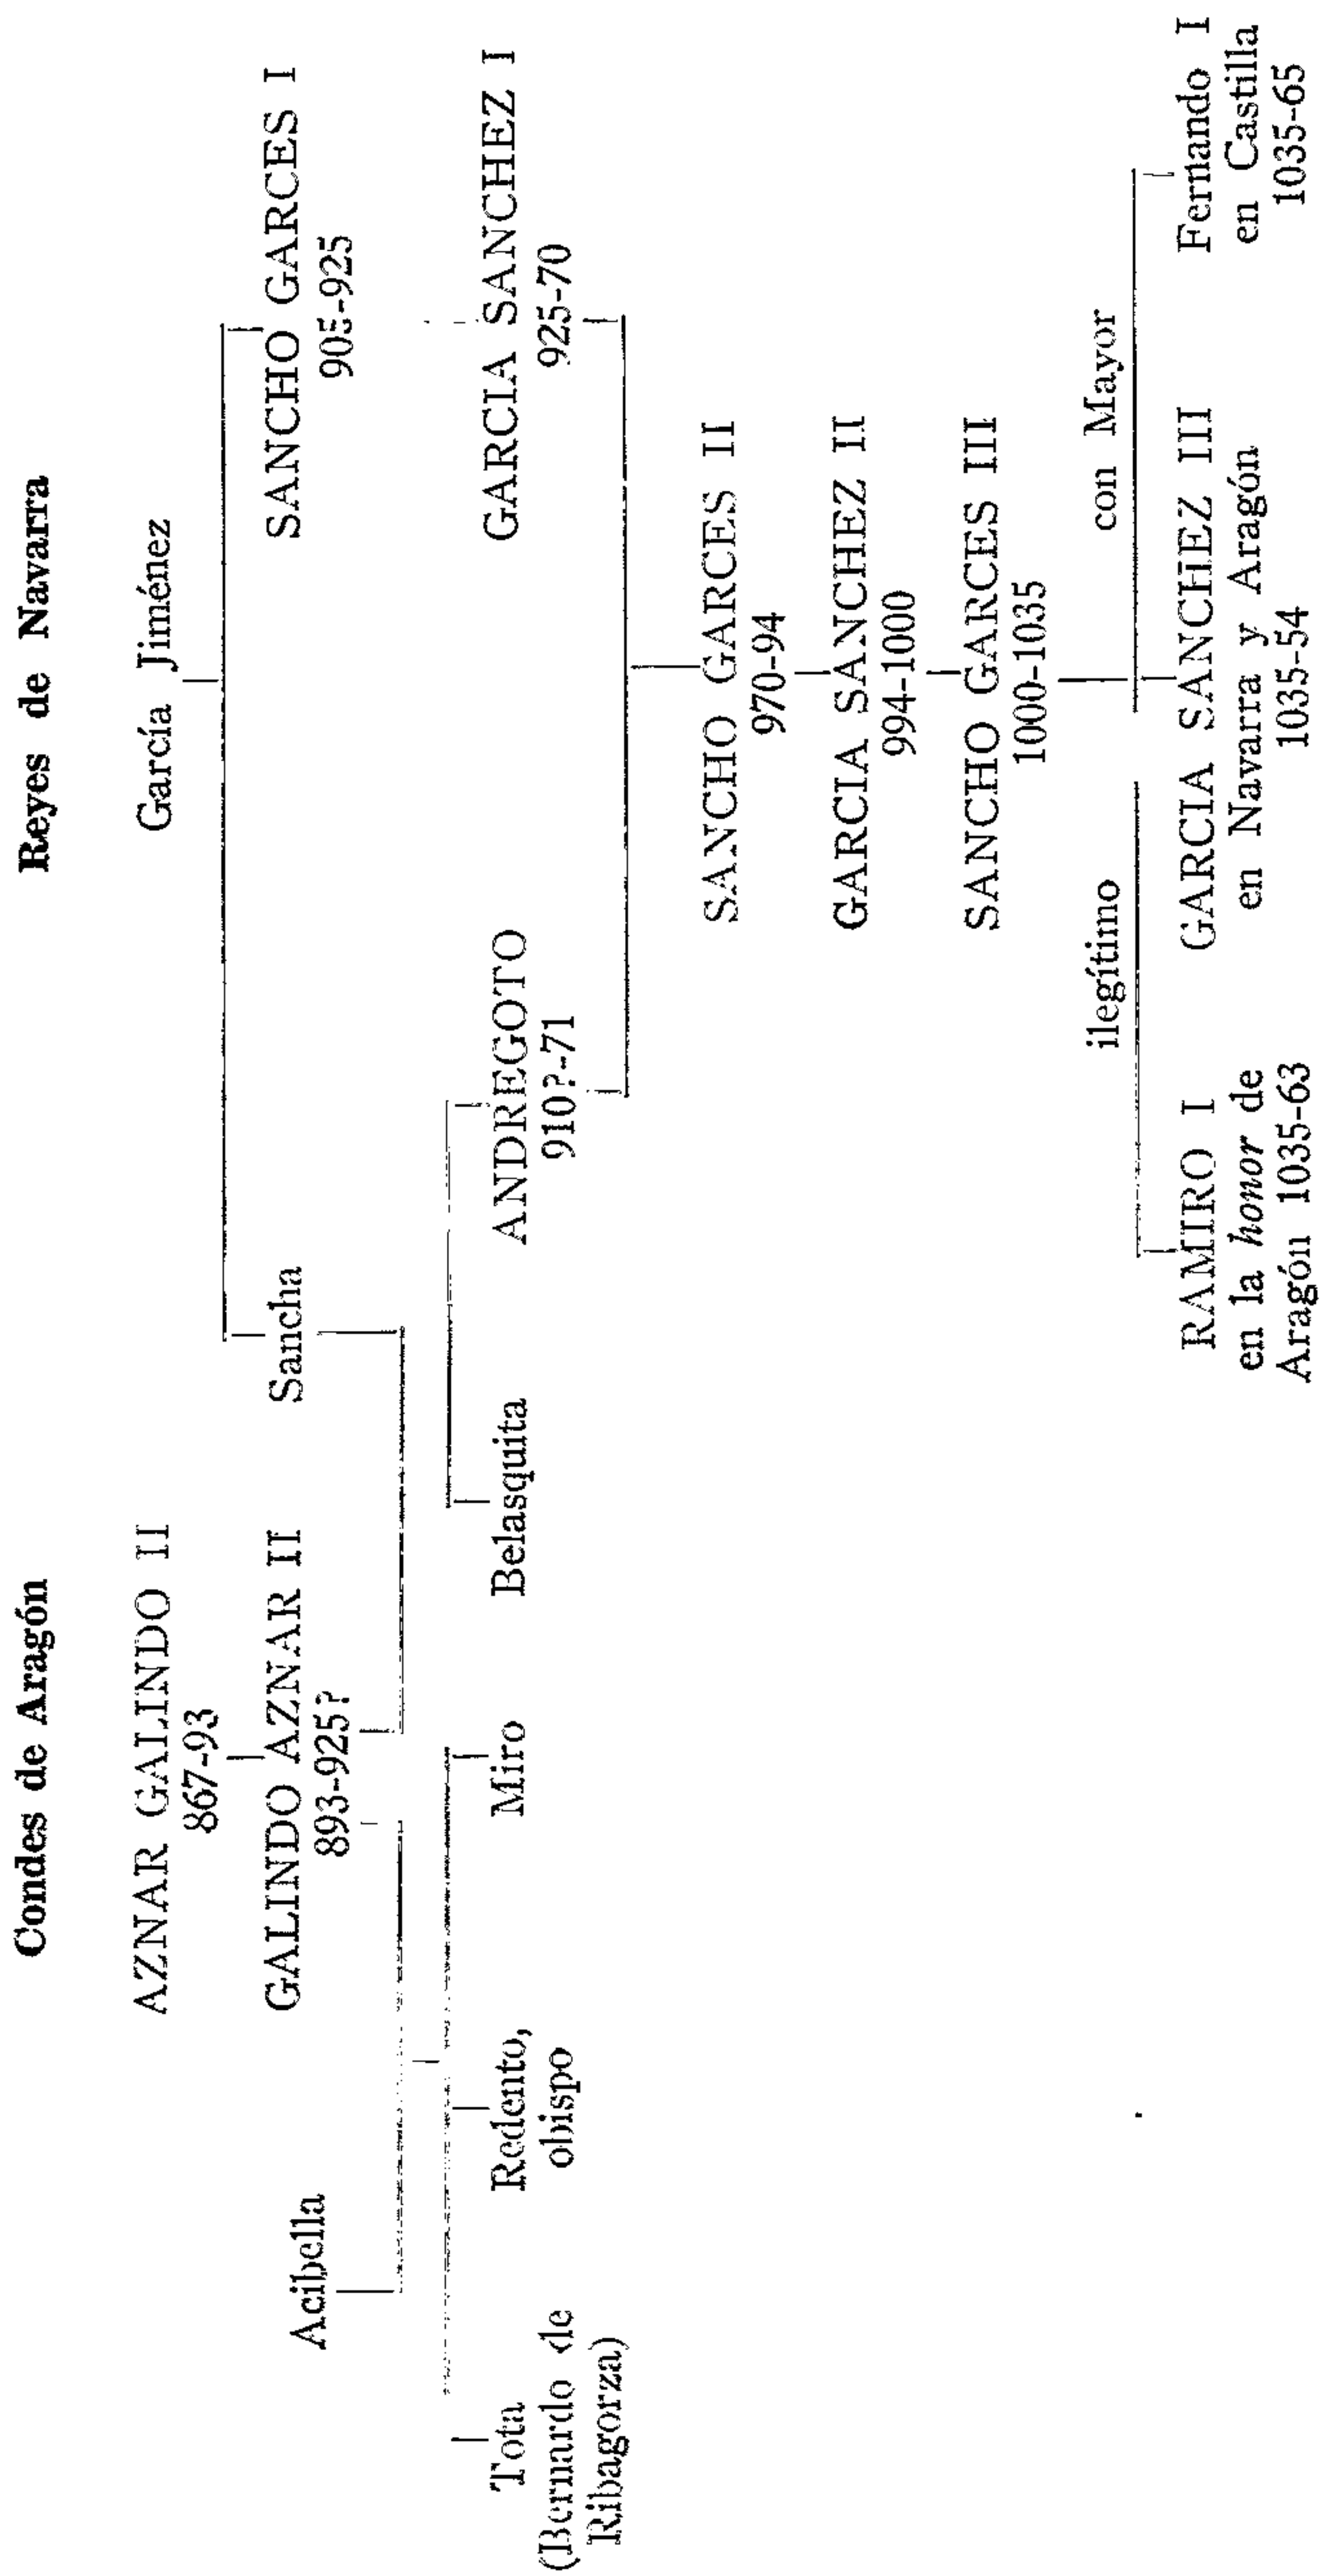 Condes de Aragón
Reyes de Navarra
AZNAR GALINDO II
867-93
García Jiménez
GALINDO AZNAR II
893-925?
Acibella
Sancha
SANCHO GARCES I
905-925
Tota
(Bernardo de
Ribagorza)
Redento,
obispo
Miro
Belasquita
ANDREGOTO
910?-71
GARCIA SANCHEZ I
925-70
SANCHO GARCES II
970-94
GARCIA SANCHEZ II
994-1000
SANCHO GARCES III
1000-1035
ilegítimo
con Mayor
RAMIRO I
en la honor de
Aragón 1035-63
GARCIA SANCHEZ III
en Navarra y Aragón
1035-54
Fernando I
en Castilla
1035-65